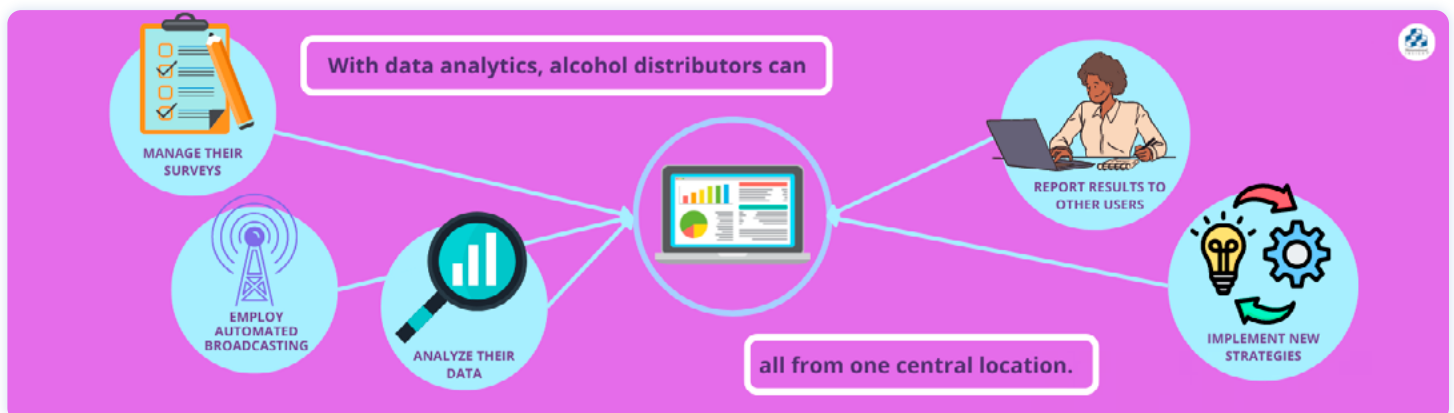 With data analytics, alcohol distributors can
MANAGE THEIR
SURVEYS
EMPLOY
AUTOMATED
BROADCASTING
ANALYZE THEIR
DATA
REPORT RESULTS TO
OTHER USERS
IMPLEMENT NEW
STRATEGIES
all from one central location.